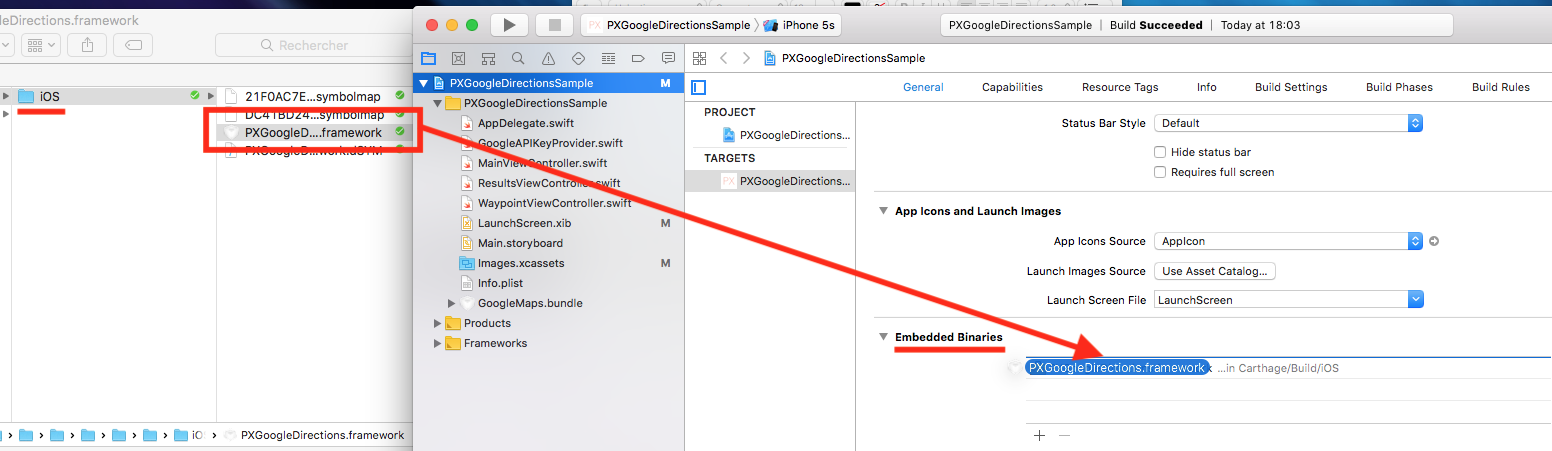 eDirections.framework
Rechercher
iOS
21F0AC7E...symbolmap
DC41BD24...symbolmap
PXGoogleD....framework
PXGoogleD...work.dSYM
iOS
PXGoogleDirections.framework
PXGoogleDirectionsSample
iPhone 5s
PXGoogleDirectionsSample | Build Succeeded | Today at 18:03
PXGoogleDirectionsSample M
PXGoogleDirectionsSample
AppDelegate.swift
GoogleAPIKeyProvider.swift
MainViewController.swift
ResultsViewController.swift
WaypointViewController.swift
LaunchScreen.xib M
Main.storyboard
Images.xcassets M
Info.plist
GoogleMaps.bundle
Products
Frameworks
PXGoogleDirectionsSample
General Capabilities Resource Tags Info Build Settings Build Phases Build Rules
PROJECT
PXGoogleDirections...
TARGETS
PX PXGoogleDirections...
Status Bar Style Default
Hide status bar
Requires full screen
App Icons and Launch Images
App Icons Source AppIcon
Launch Images Source Use Asset Catalog...
Launch Screen File LaunchScreen
Embedded Binaries
PXGoogleDirections.framework ...in Carthage/Build/iOS